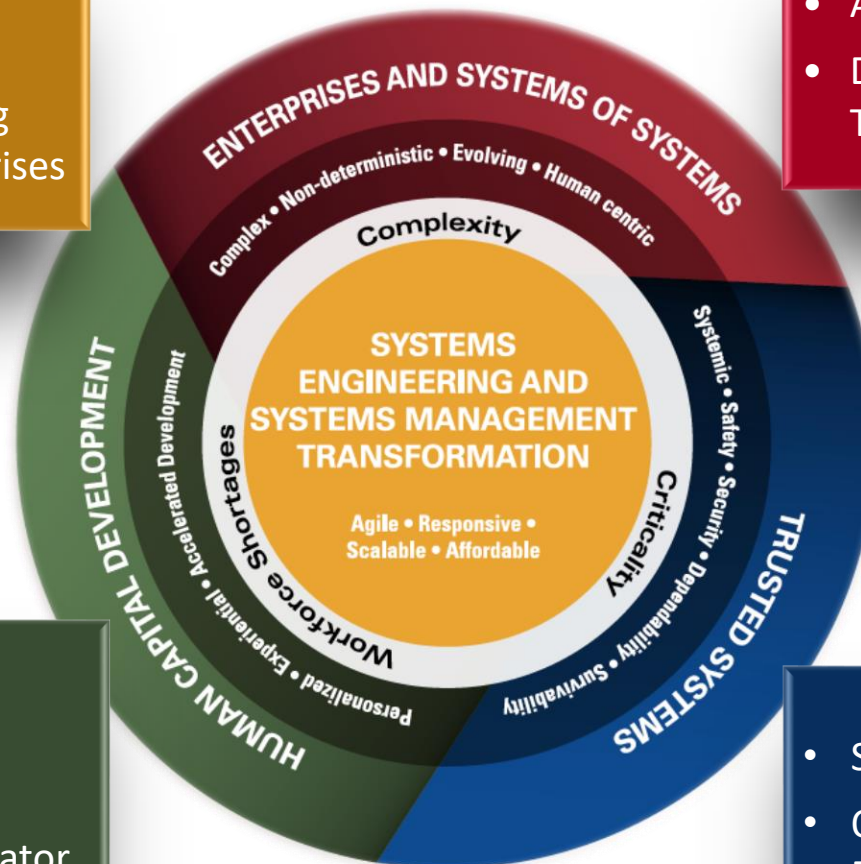 g
rises
• A
• D
T
ENTERPRISES AND SYSTEMS OF SYSTEMS
Complex • Non-deterministic • Evolving • Human centric
Complexity
SYSTEMS
ENGINEERING AND
SYSTEMS MANAGEMENT
TRANSFORMATION
Agile • Responsive •
Scalable • Affordable
HUMAN CAPITAL DEVELOPMENT
Personalized • Experiential • Accelerated Development
Workforce Shortages
Criticality
Systemic • Safety • Security • Dependability • Survivability
TRUSTED SYSTEMS
ator
• S
• C